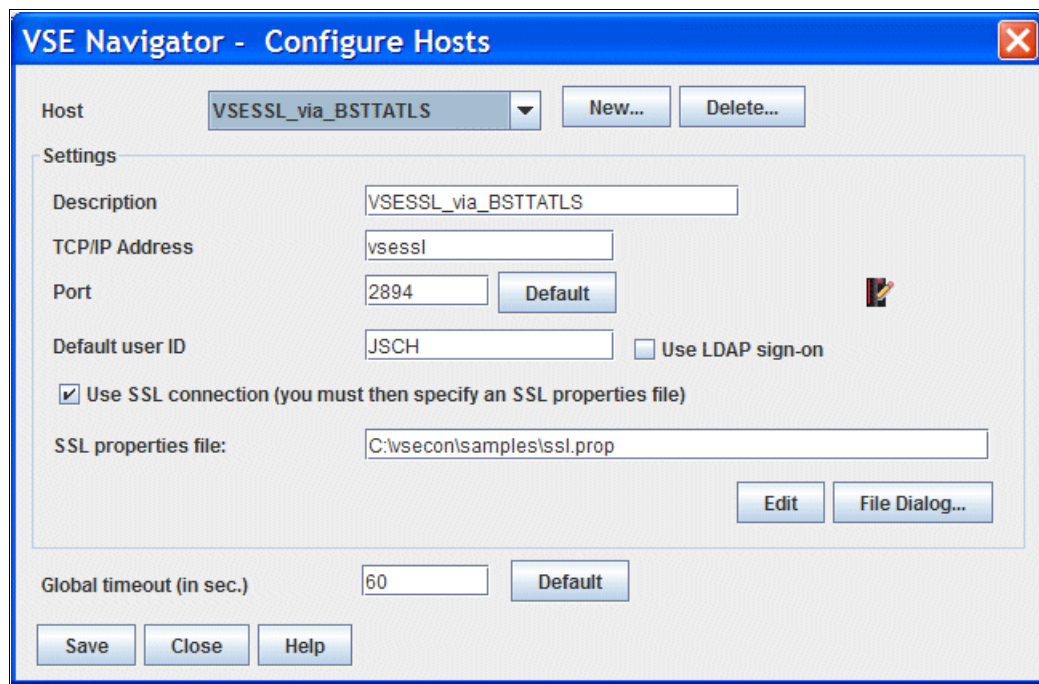 VSE Navigator - Configure Hosts
Host VSESSL_via_BSTTATLS New... Delete...
Settings
Description VSESSL_via_BSTTATLS
TCP/IP Address vsessl
Port 2894 Default
Default user ID JSCH Use LDAP sign-on
Use SSL connection (you must then specify an SSL properties file)
SSL properties file: C:\vsecon\samples\ssl.prop
Edit File Dialog...
Global timeout (in sec.) 60 Default
Save Close Help